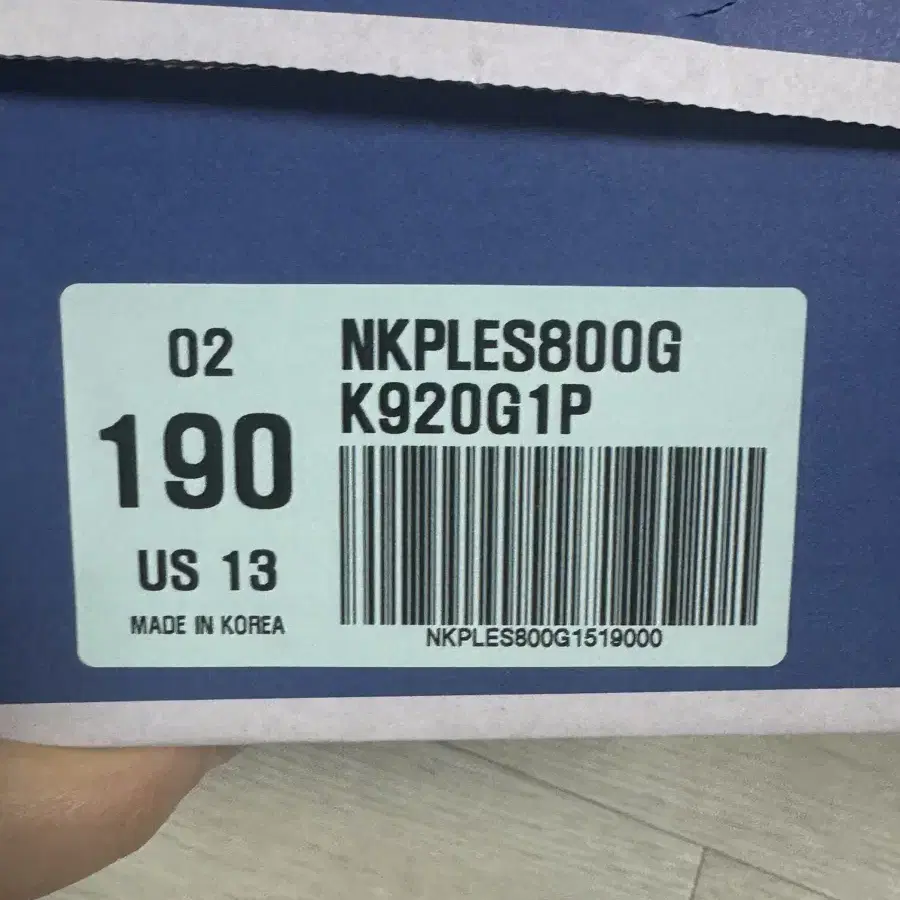 02
190
US 13
MADE IN KOREA
NKPLES800G
K920G1P
NKPLES800G1519000